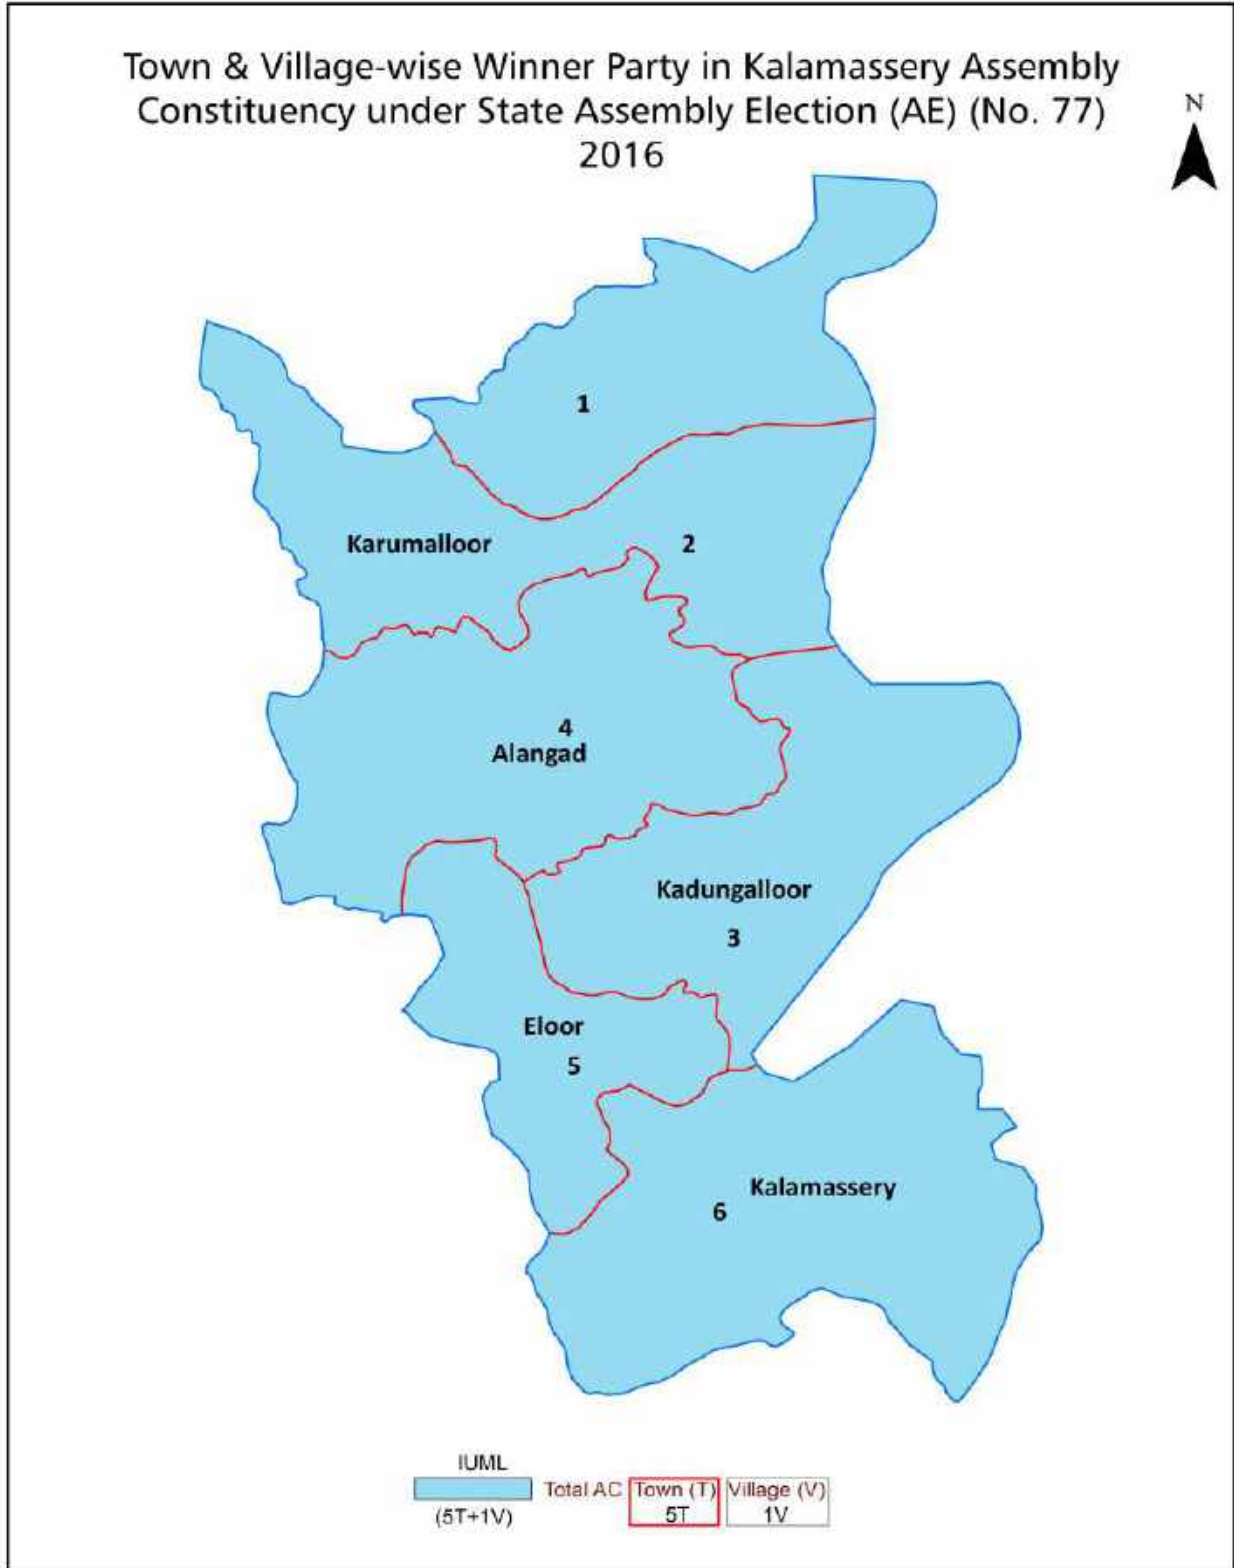 Town & Village-wise Winner Party in Kalamassery Assembly
Constituency under State Assembly Election (AE) (No. 77)
2016
N
1
Karumalloor
2
4
Alangad
Kadungalloor
3
Eloor
5
Kalamassery
6
IUML
(5T+1V)
Total AC
Town (T)
5T
Village (V)
1V